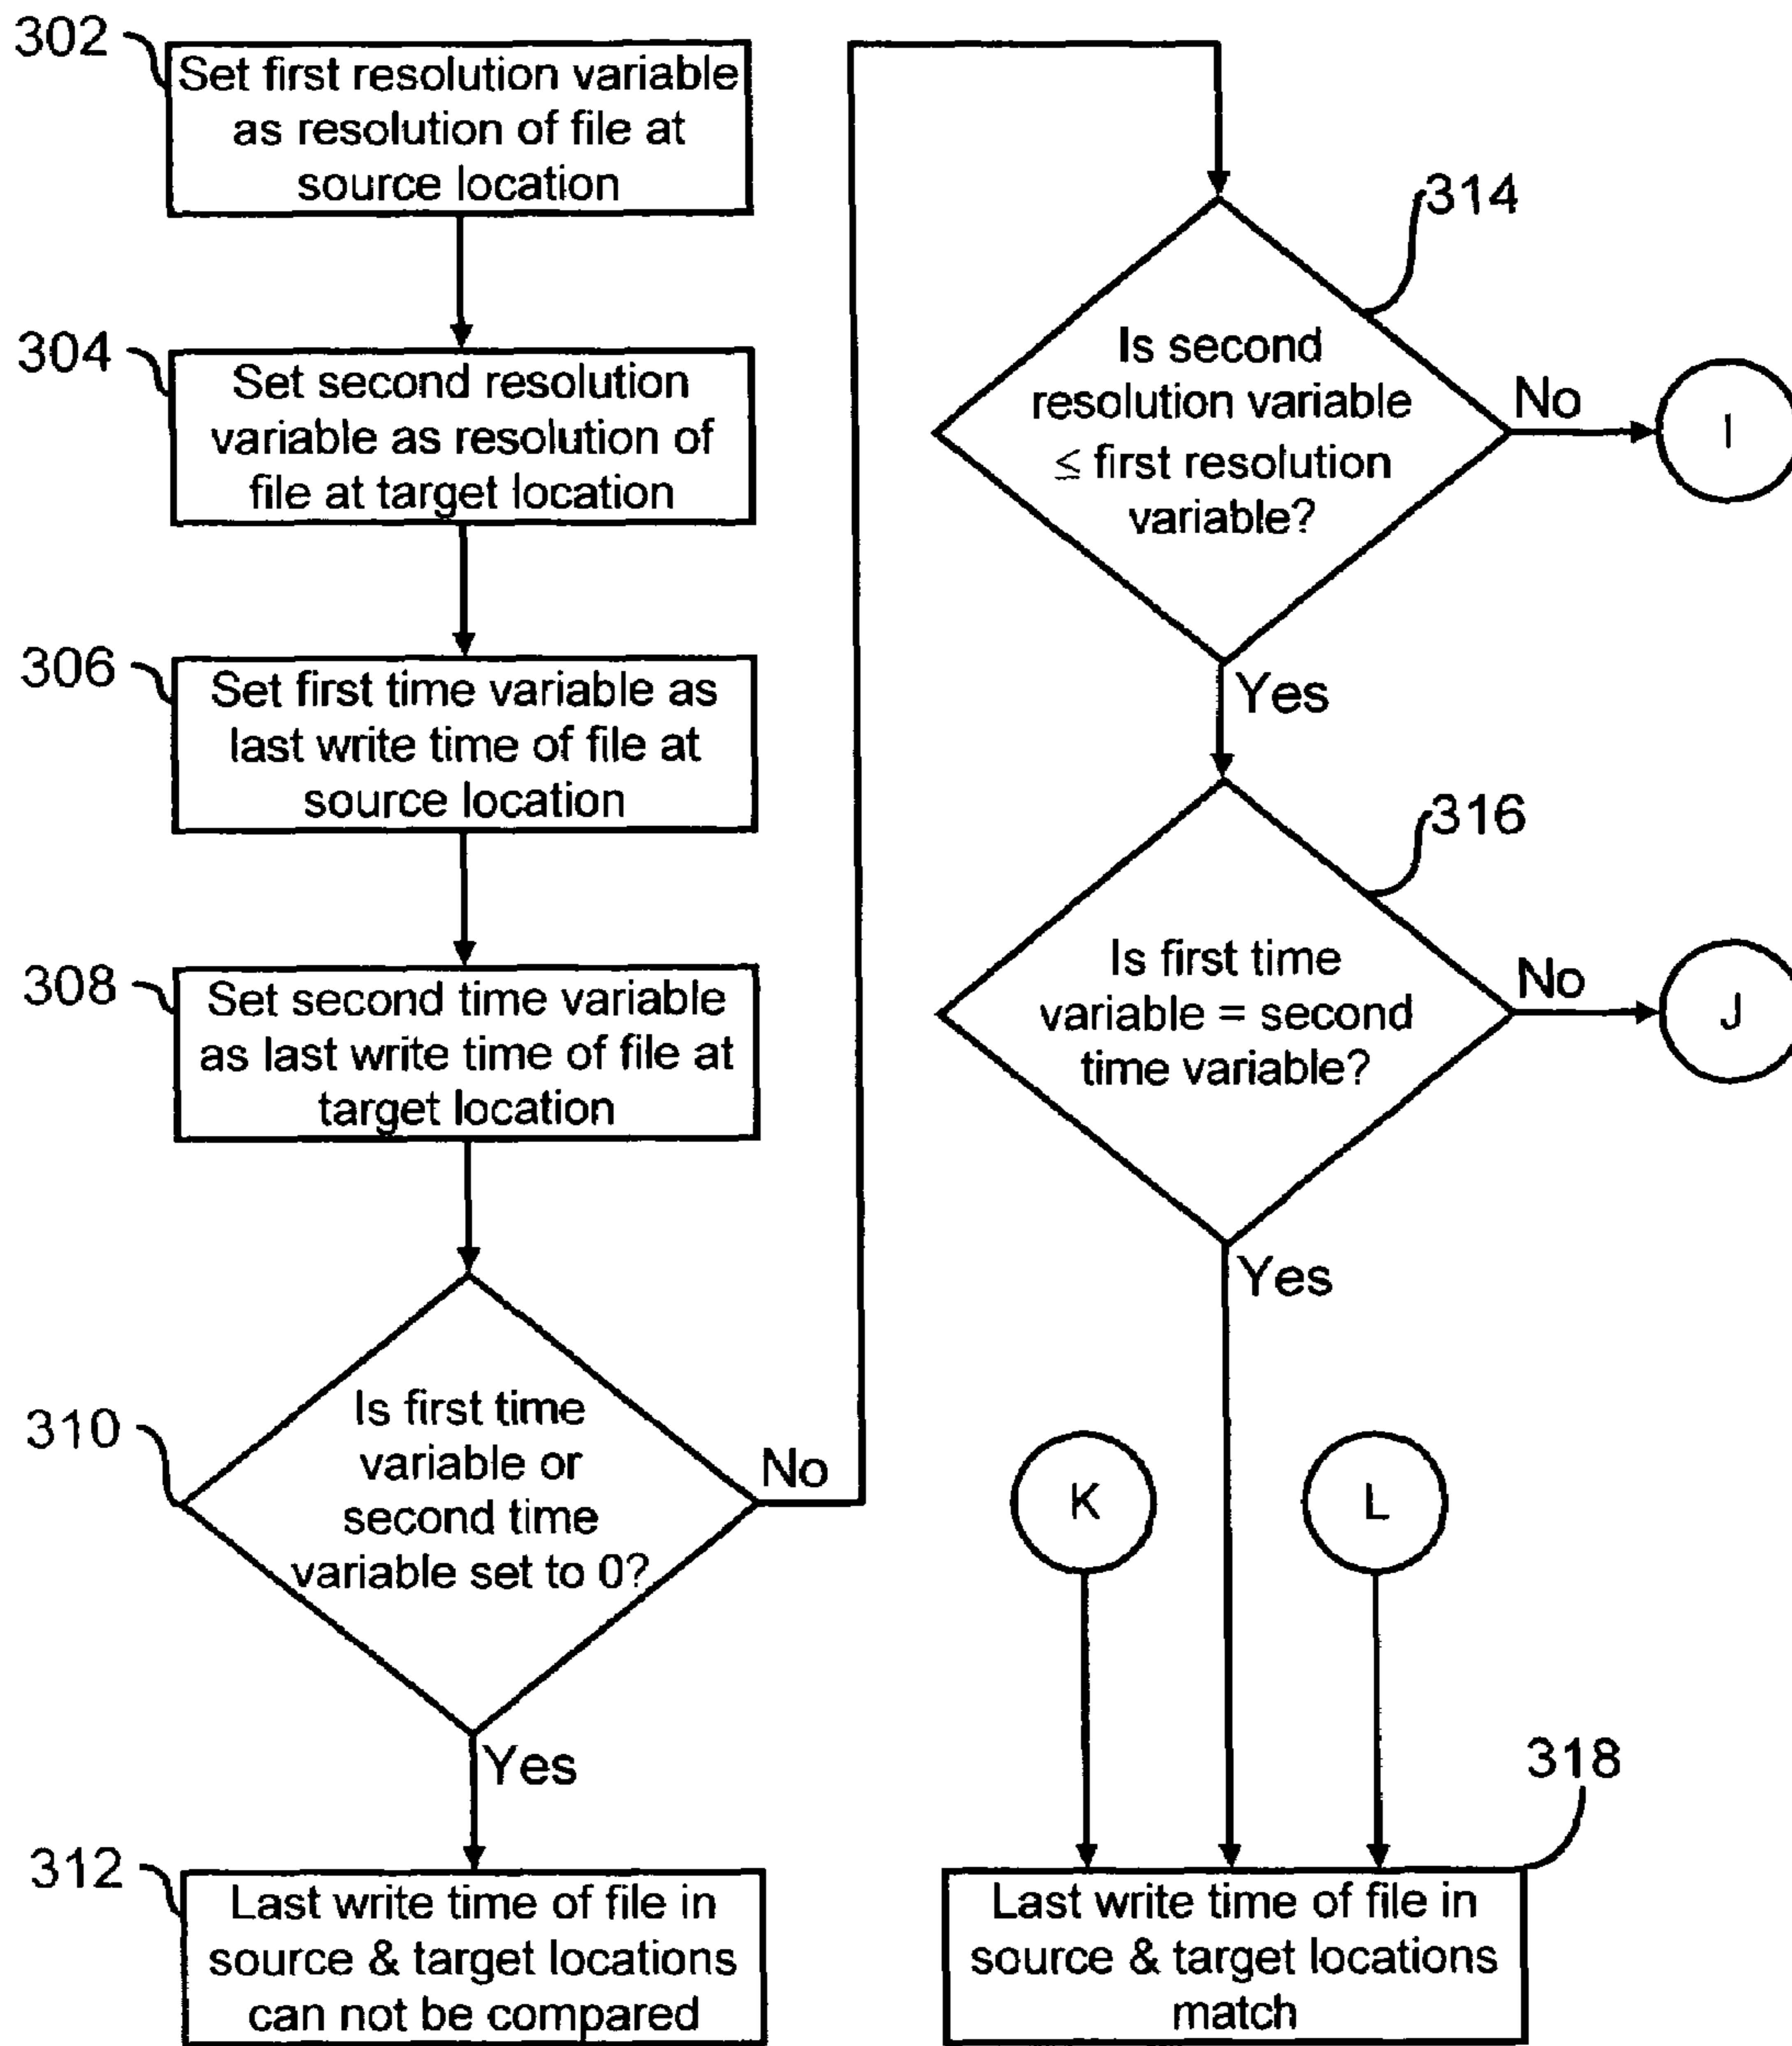 302
Set first resolution variable
as resolution of file at
source location
304
Set second resolution
variable as resolution of
file at target location
306
Set first time variable as
last write time of file at
source location
308
Set second time variable
as last write time of file at
target location
310
Is first time
variable or
second time
variable set to 0?
No
Yes
312
Last write time of file in
source & target locations
can not be compared
314
Is second
resolution variable
≤ first resolution
variable?
No
I
Yes
316
Is first time
variable = second
time variable?
No
J
Yes
K
L
318
Last write time of file in
source & target locations
match